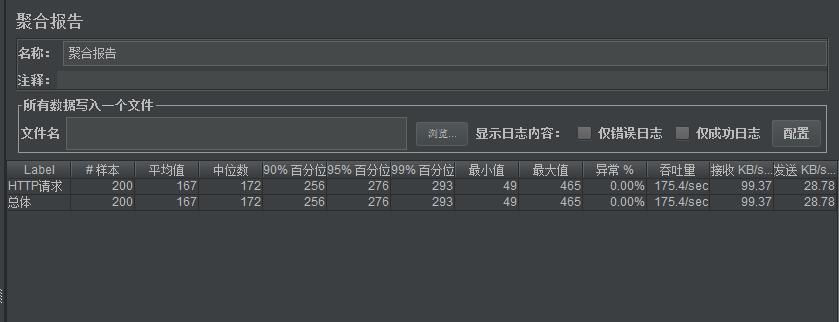 聚合报告
名称： 聚合报告
注释：
所有数据写入一个文件
文件名 浏览... 显示日志内容： 仅错误日志 仅成功日志 配置
Label # 样本 平均值 中位数 90% 百分位 95% 百分位 99% 百分位 最小值 最大值 异常 % 吞吐量 接收 KB/s... 发送 KB/s...
HTTP请求 200 167 172 256 276 293 49 465 0.00% 175.4/sec 99.37 28.78
总体 200 167 172 256 276 293 49 465 0.00% 175.4/sec 99.37 28.78